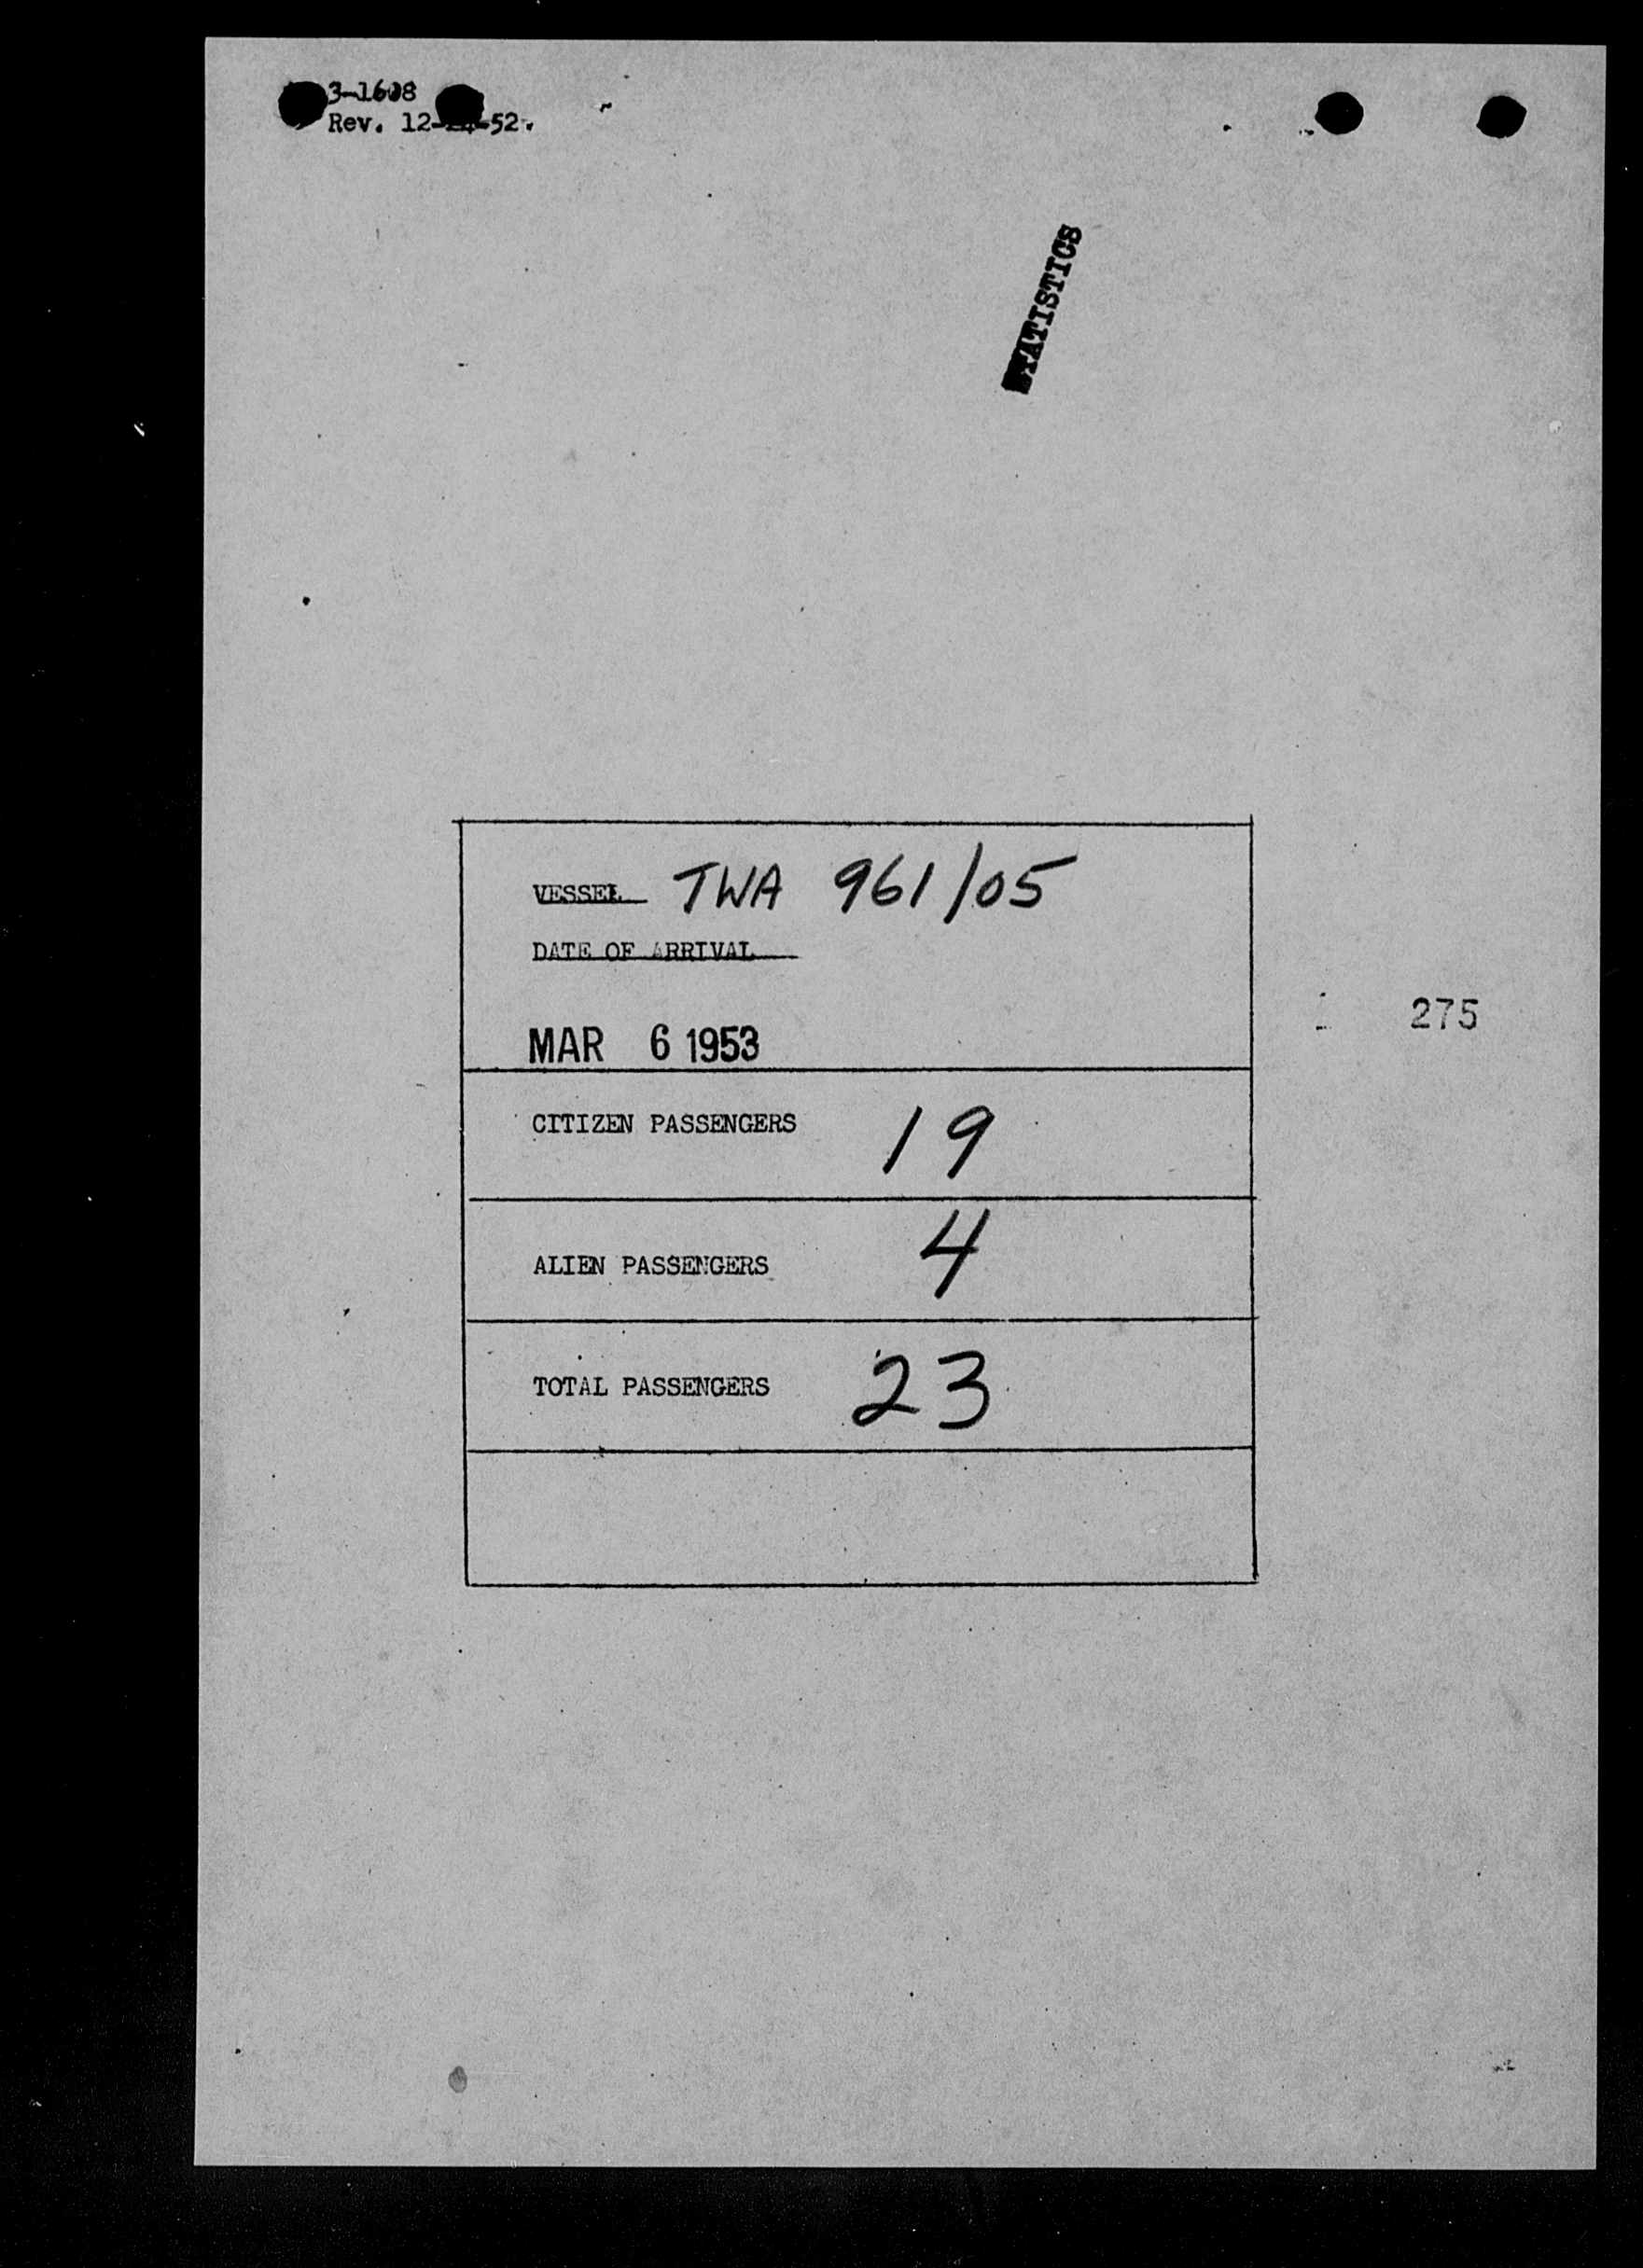 3-1608
Rev. 12- -52.
STATISTICS
VESSEL TWA 961/05
DATE OF ARRIVAL
MAR 6 1953
275
CITIZEN PASSENGERS 19
ALIEN PASSENGERS 4
TOTAL PASSENGERS 23